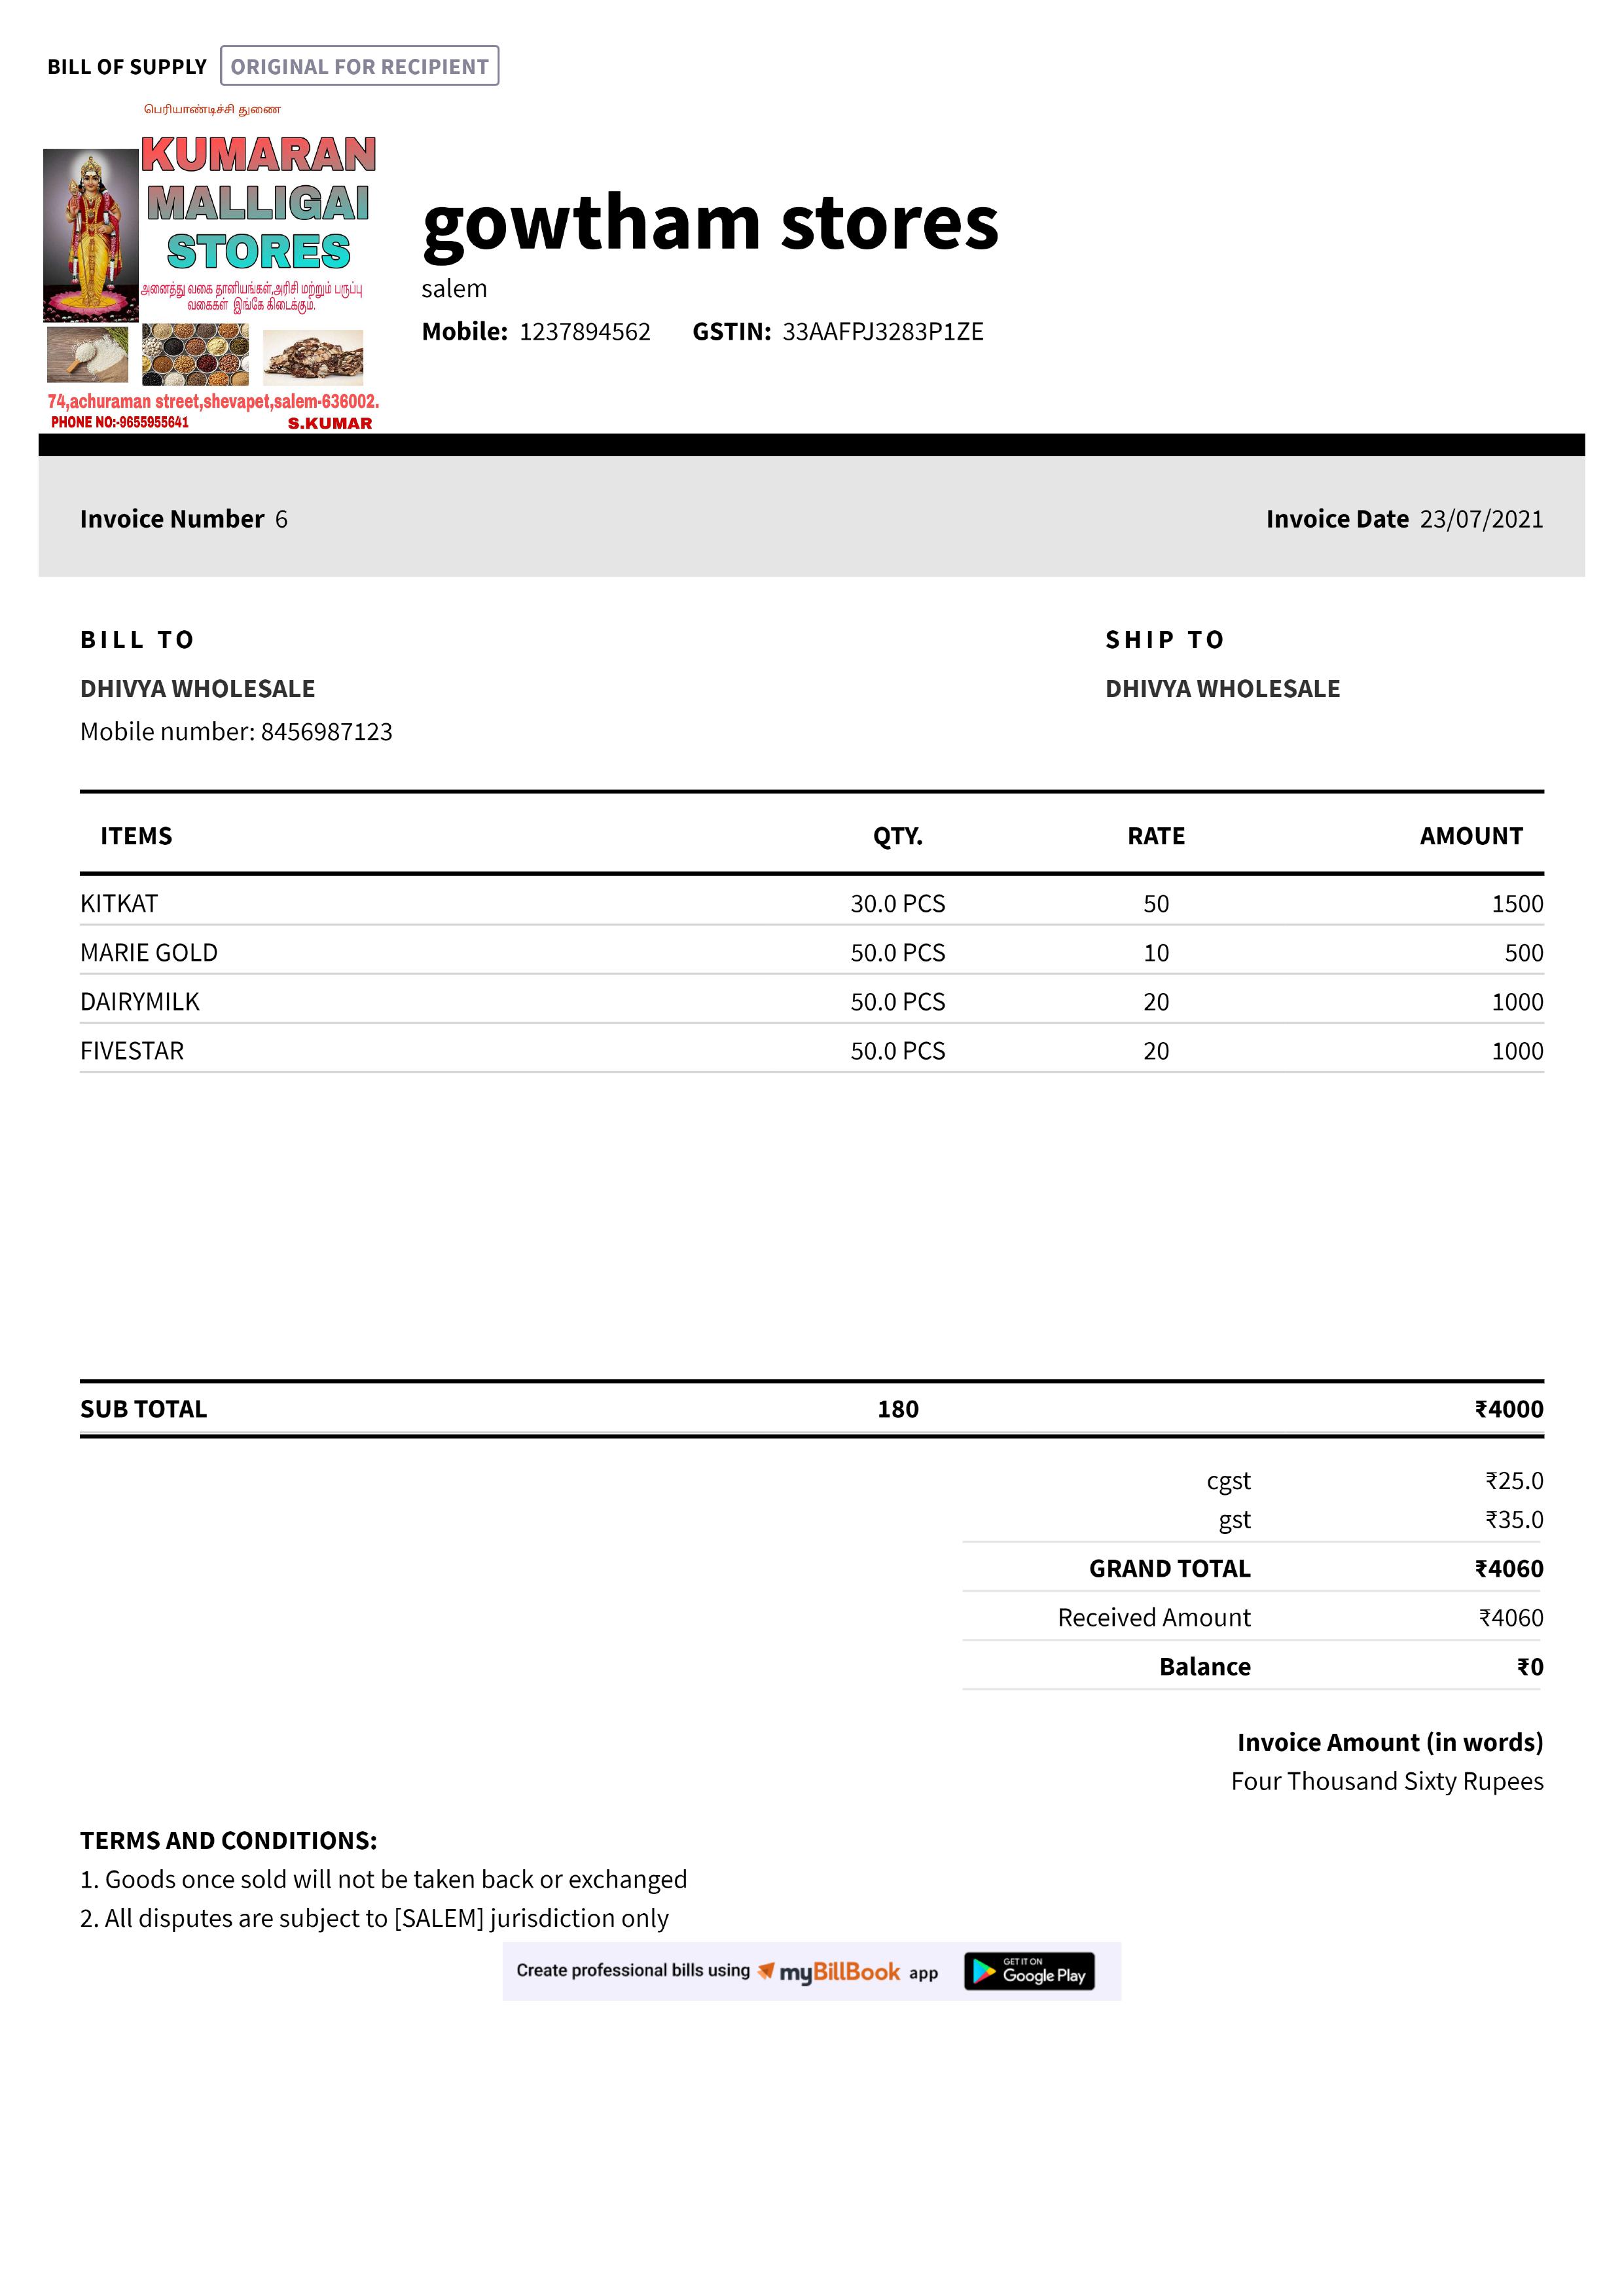 BILL OF SUPPLY ORIGINAL FOR RECIPIENT
பெரியாண்டிச்சி துணை
KUMARAN
MALLIGAI
STORES
அனைத்து வகை தானியங்கள்,அரிசி மற்றும் பருப்பு
வகைகள் இங்கே கிடைக்கும்.
74,achuraman street,shevapet,salem-636002.
PHONE NO:-9655955641 S.KUMAR
gowtham stores
salem
Mobile: 1237894562 GSTIN: 33AAFPJ3283P1ZE
Invoice Number 6 Invoice Date 23/07/2021
BILL TO SHIP TO
DHIVYA WHOLESALE DHIVYA WHOLESALE
Mobile number: 8456987123
ITEMS QTY. RATE AMOUNT
KITKAT 30.0 PCS 50 1500
MARIE GOLD 50.0 PCS 10 500
DAIRYMILK 50.0 PCS 20 1000
FIVESTAR 50.0 PCS 20 1000
SUB TOTAL 180 ₹4000
cgst ₹25.0
gst ₹35.0
GRAND TOTAL ₹4060
Received Amount ₹4060
Balance ₹0
Invoice Amount (in words)
Four Thousand Sixty Rupees
TERMS AND CONDITIONS:
1. Goods once sold will not be taken back or exchanged
2. All disputes are subject to [SALEM] jurisdiction only
Create professional bills using myBillBook app GET IT ON Google Play